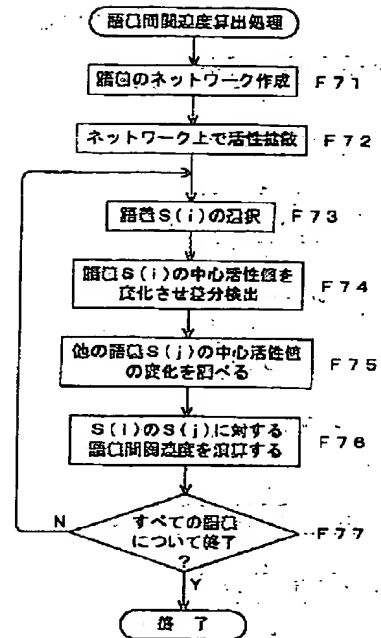 語彙間関連度算出処理
語彙のネットワーク作成
F71
ネットワーク上で活性拡散
F72
語彙S(i)の選択
F73
語彙S(i)の中心活性値を
変化させ差分検出
F74
他の語彙S(j)の中心活性値
の変化を調べる
F75
S(i)のS(j)に対する
語彙間関連度を演算する
F76
N
すべての語彙
について終了
?
F77
Y
終了